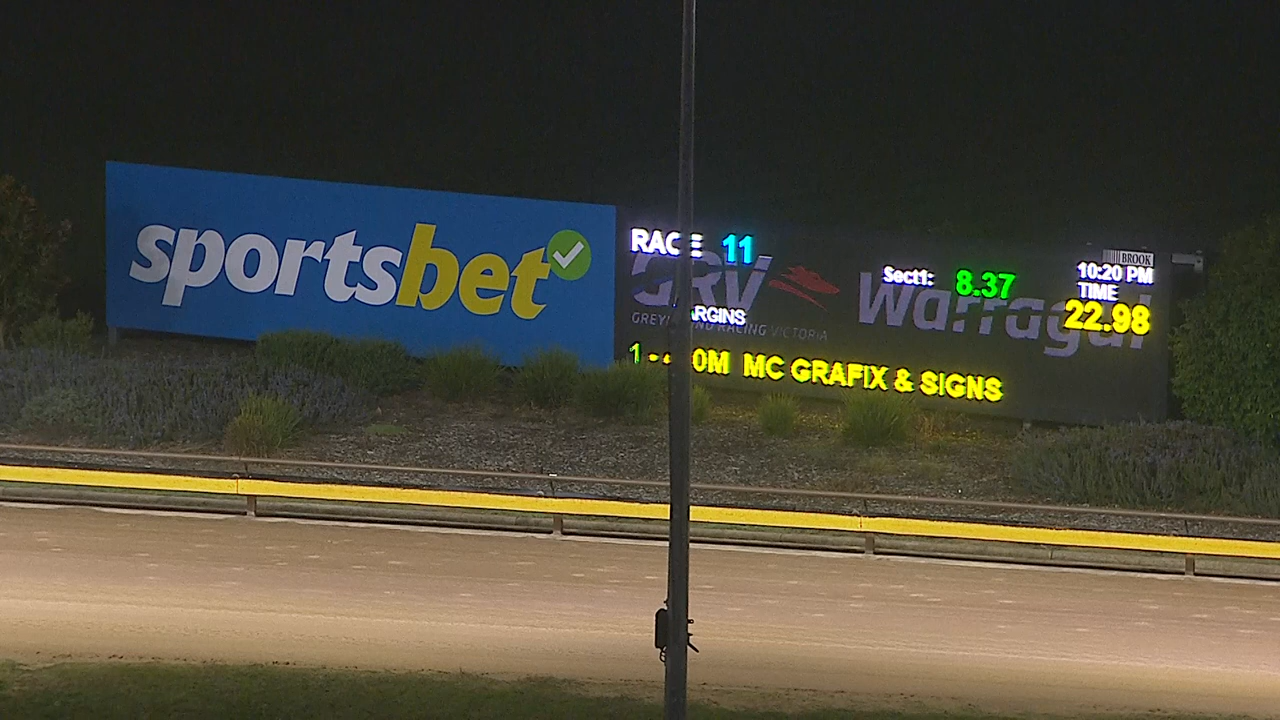 sportsbet
RACE 11
GRV
GREYHOUND RACING VICTORIA
Warragul
Sect1: 8.37
BROOK
10:20 PM
TIME
22.98
1 -
MC GRAFIX & SIGNS